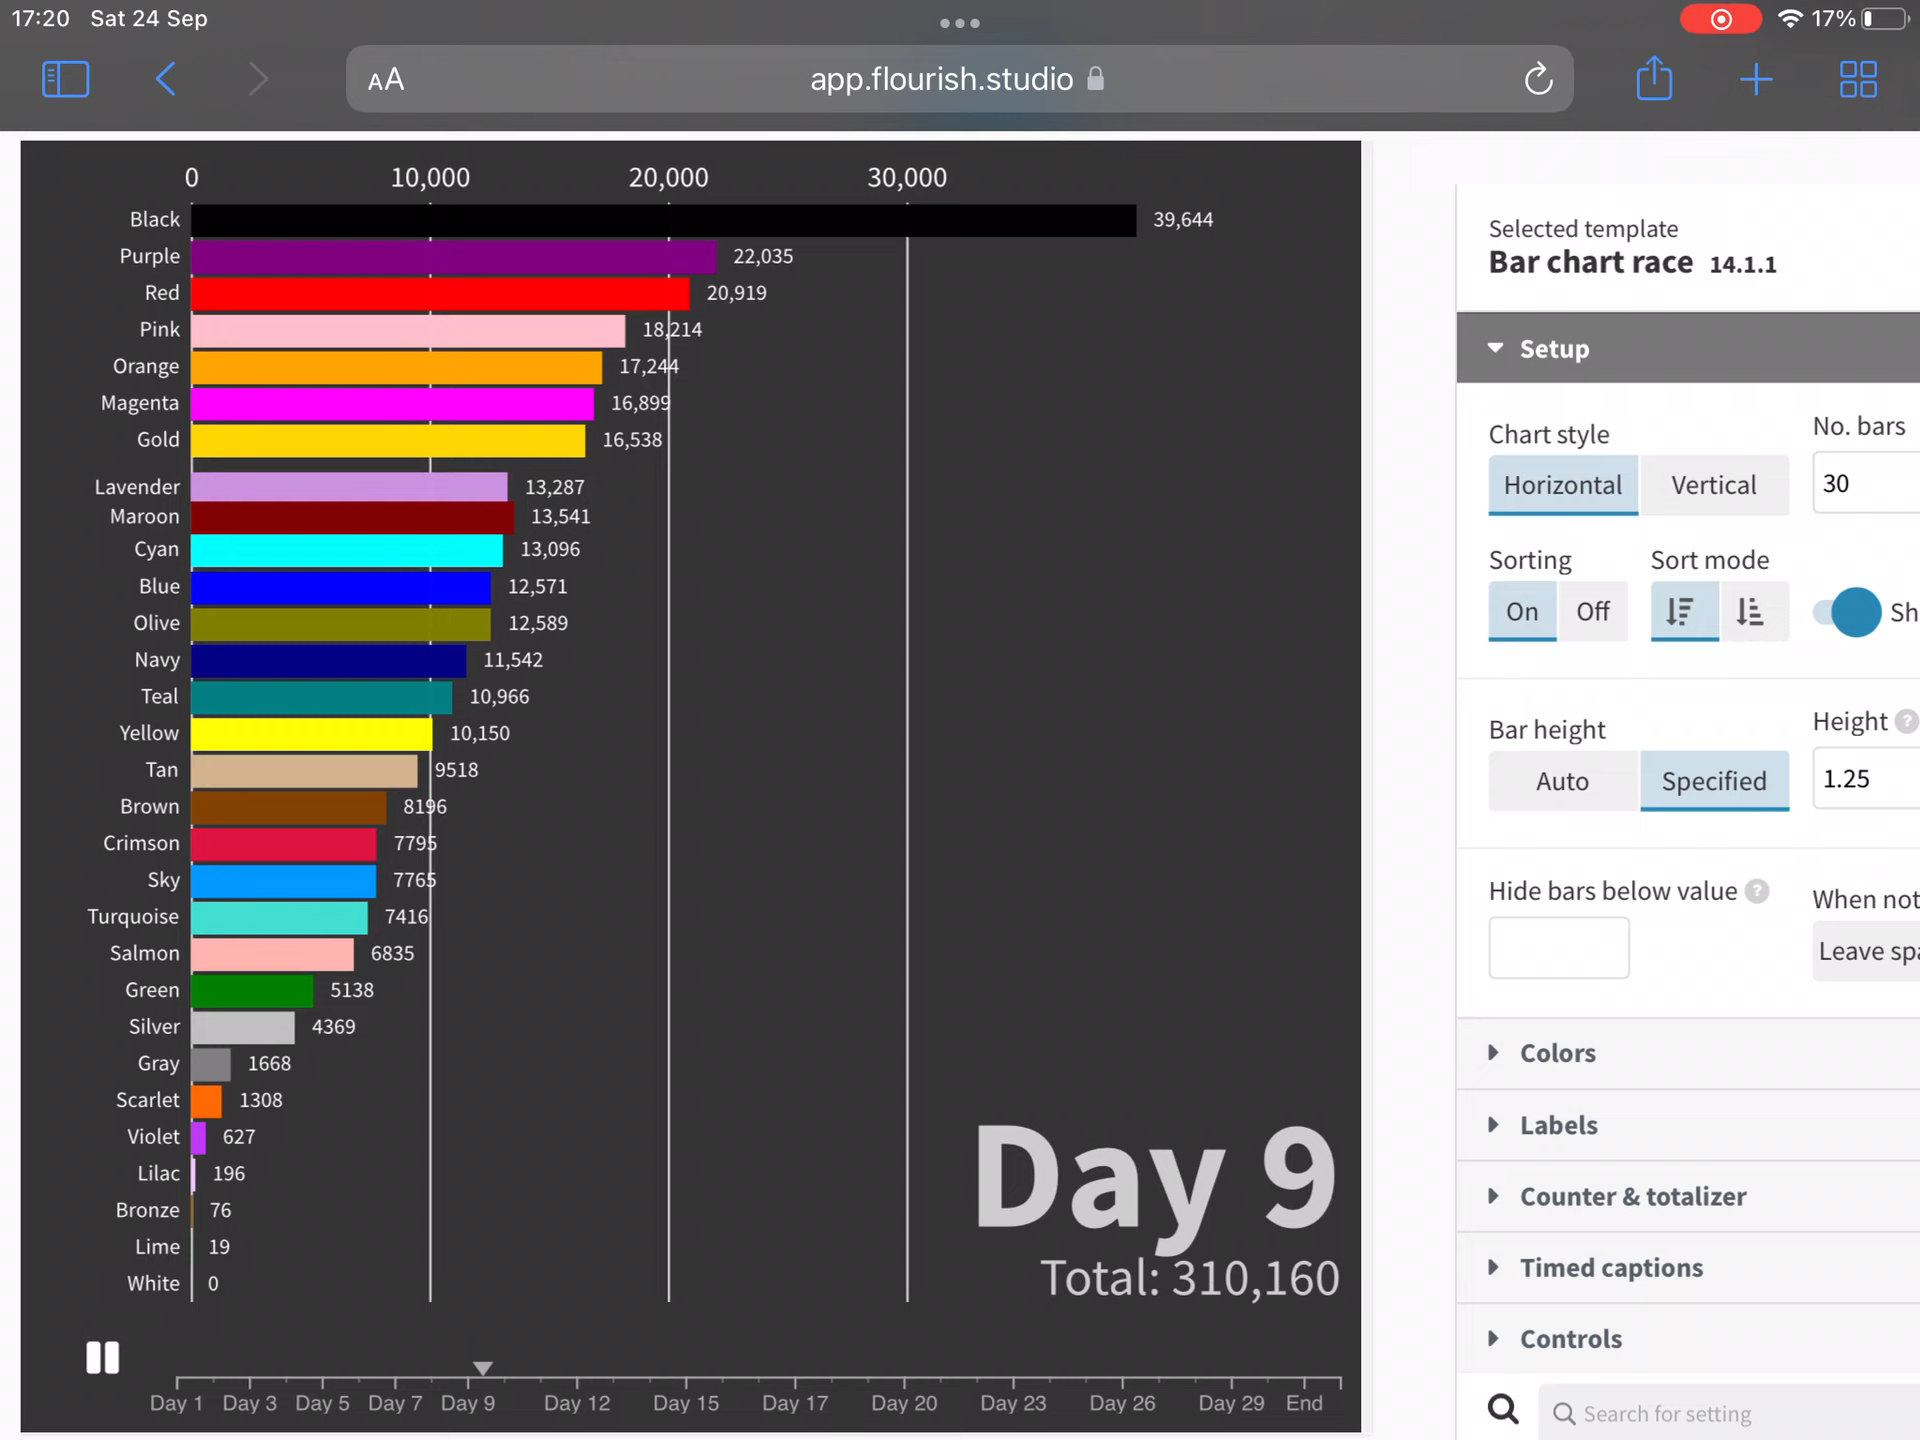 17:20 Sat 24 Sep
17%
AA
app.flourish.studio
0 10,000 20,000 30,000
Black 39,644
Purple 22,035
Red 20,919
Pink 18,214
Orange 17,244
Magenta 16,899
Gold 16,538
Lavender 13,287
Maroon 13,541
Cyan 13,096
Blue 12,571
Olive 12,589
Navy 11,542
Teal 10,966
Yellow 10,150
Tan 9518
Brown 8196
Crimson 7795
Sky 7765
Turquoise 7416
Salmon 6835
Green 5138
Silver 4369
Gray 1668
Scarlet 1308
Violet 627
Lilac 196
Bronze 76
Lime 19
White 0
Day 9
Total: 310,160
Day 1 Day 3 Day 5 Day 7 Day 9 Day 12 Day 15 Day 17 Day 20 Day 23 Day 26 Day 29 End
Selected template
Bar chart race 14.1.1
Setup
Chart style No. bars
Horizontal Vertical 30
Sorting Sort mode
On Off Sh
Bar height Height ?
Auto Specified 1.25
Hide bars below value ? When not
Leave spa
Colors
Labels
Counter & totalizer
Timed captions
Controls
Search for setting